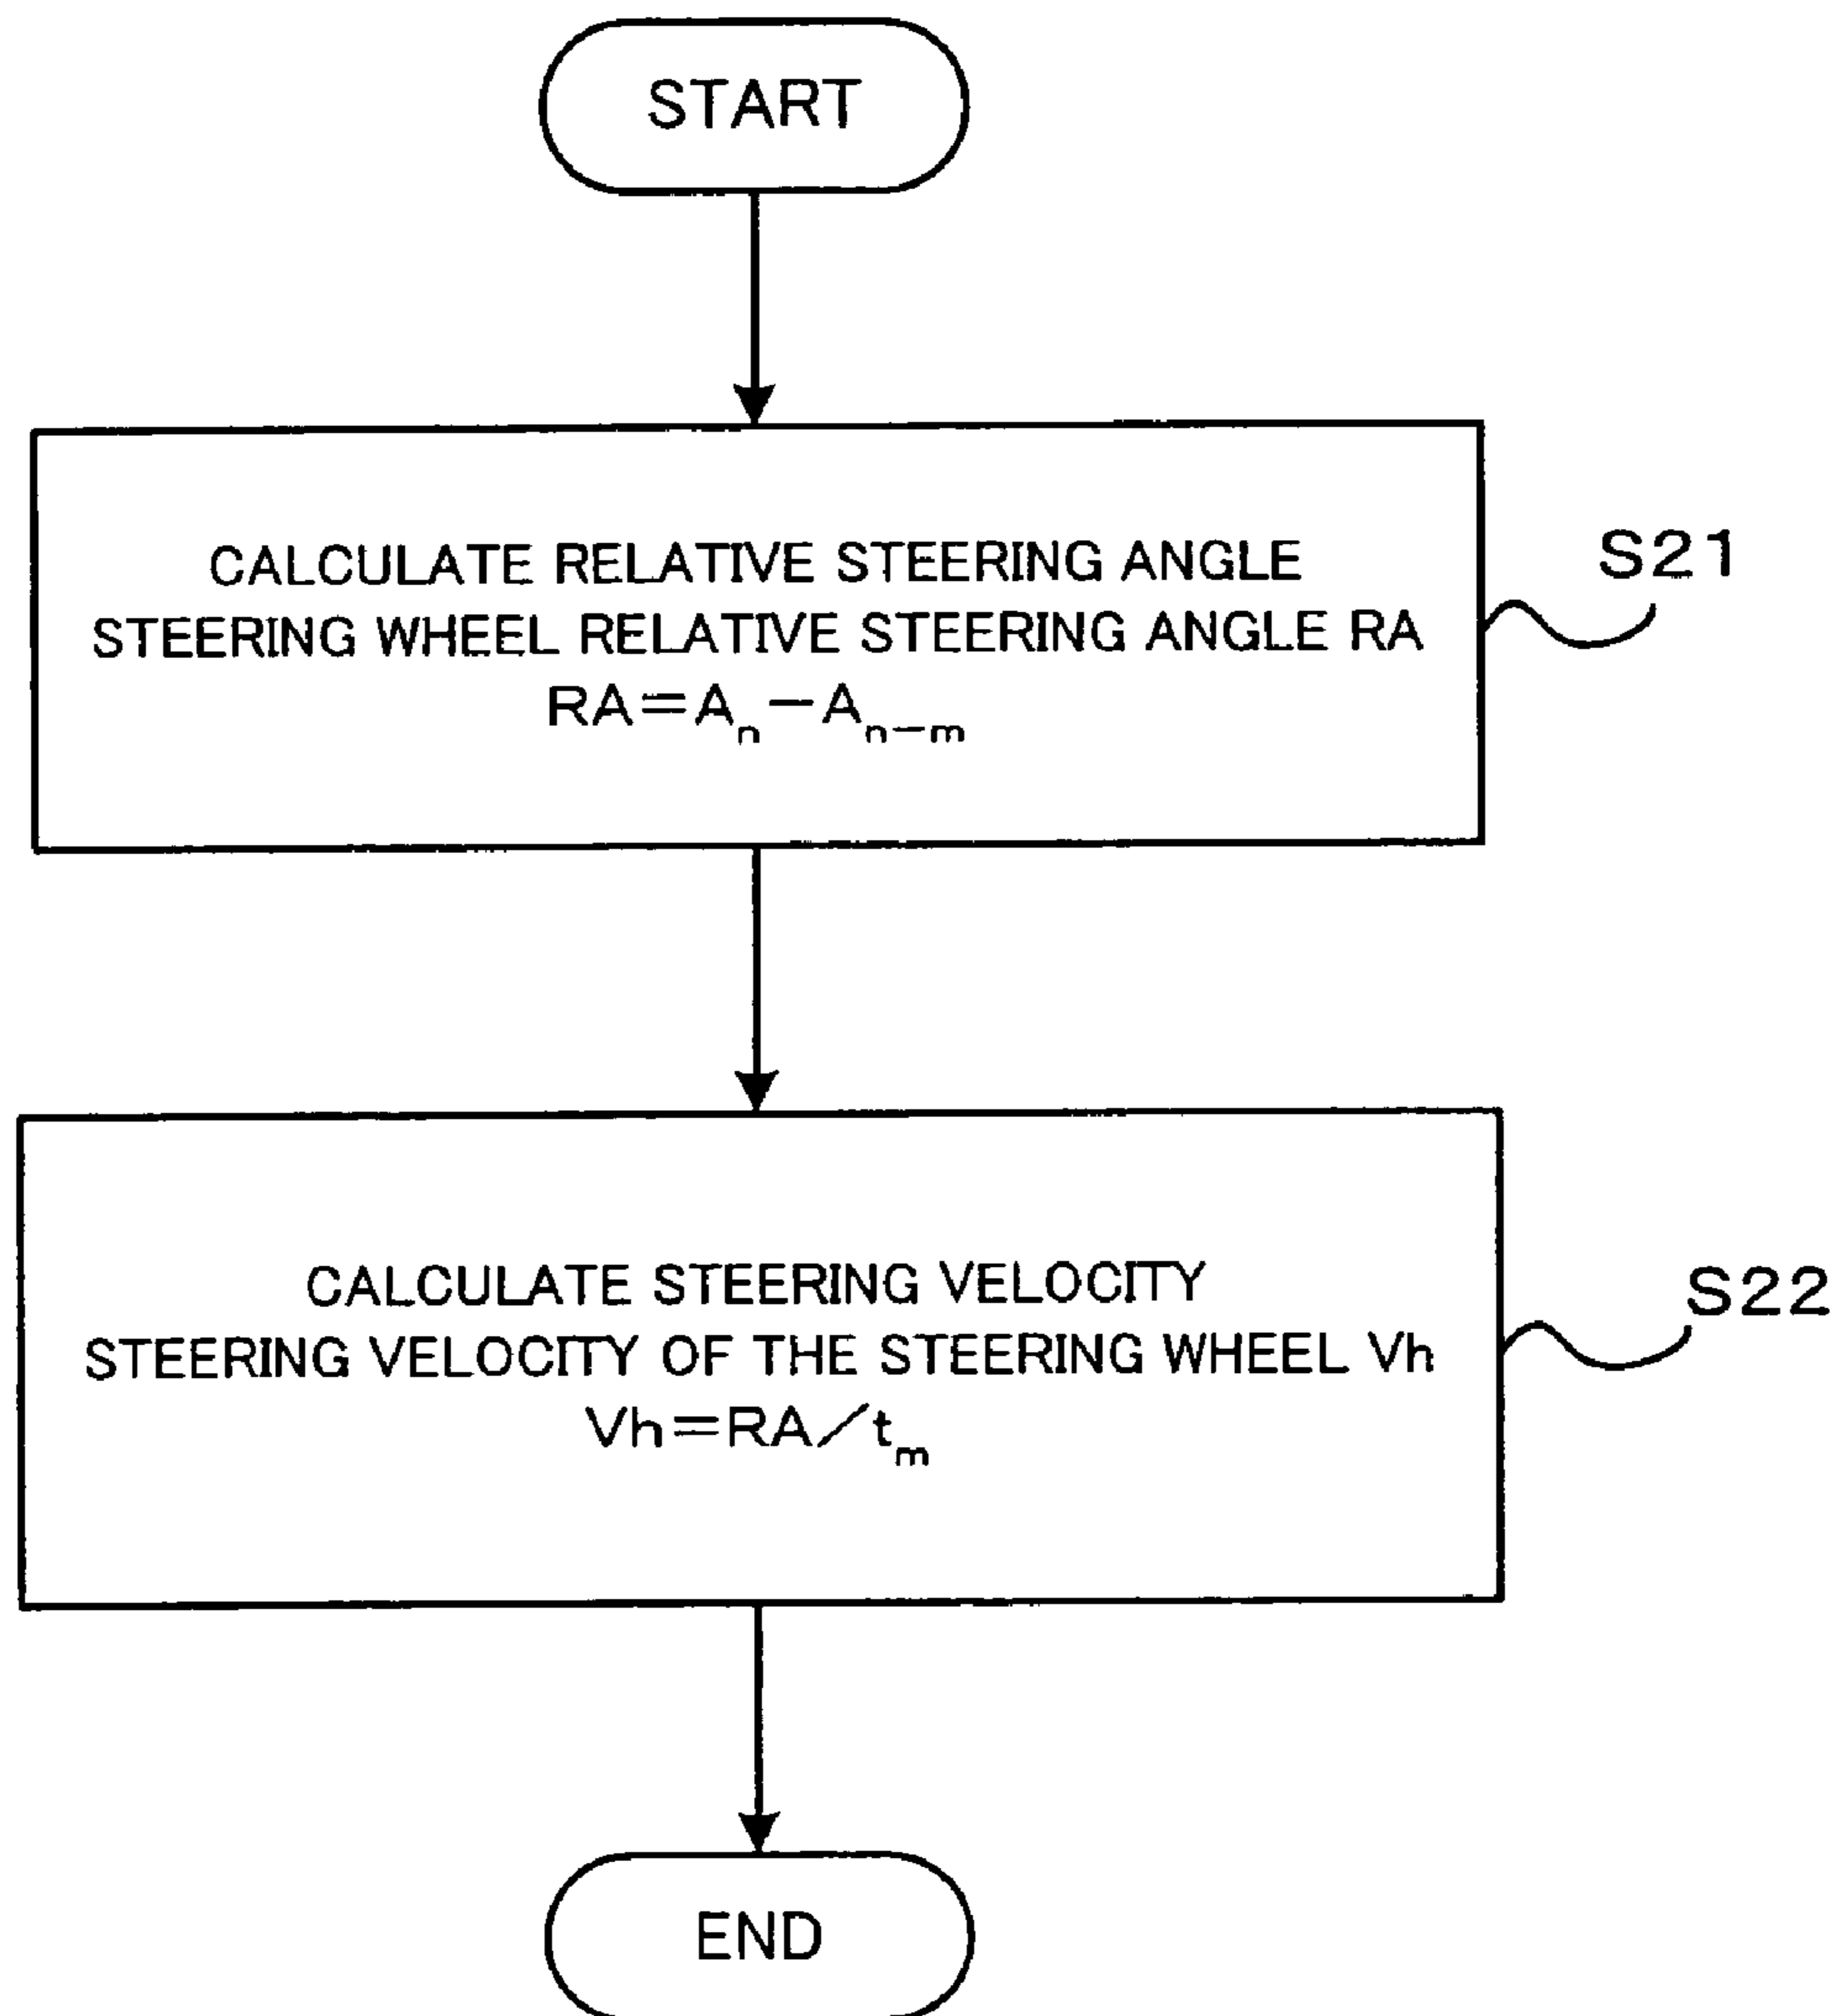 START
CALCULATE RELATIVE STEERING ANGLE
STEERING WHEEL RELATIVE STEERING ANGLE RA
RA=Aₙ−Aₙ₋ₘ
S21
CALCULATE STEERING VELOCITY
STEERING VELOCITY OF THE STEERING WHEEL Vh
Vh=RA/tₘ
S22
END